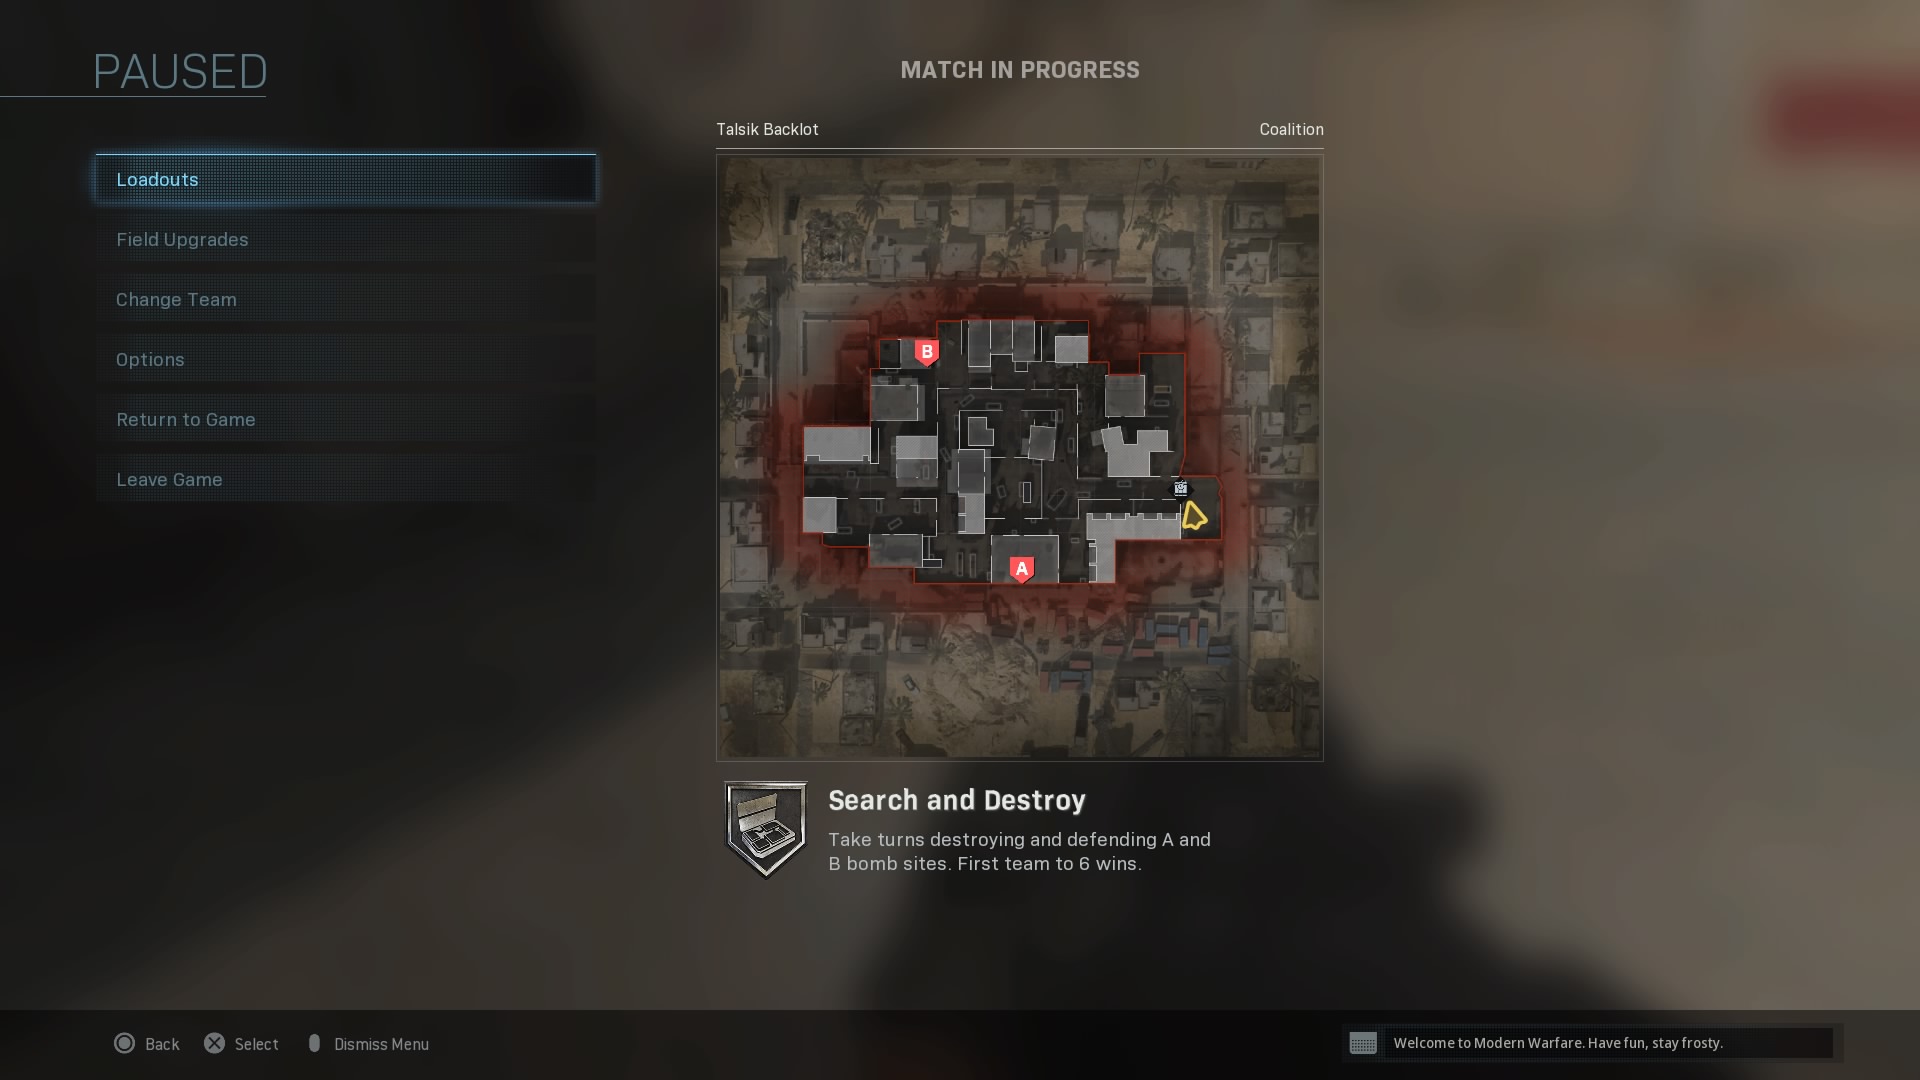 PAUSED
MATCH IN PROGRESS
Talsik Backlot
Coalition
Loadouts
Field Upgrades
Change Team
Options
Return to Game
Leave Game
B
A
Search and Destroy
Take turns destroying and defending A and
B bomb sites. First team to 6 wins.
Back
Select
Dismiss Menu
Welcome to Modern Warfare. Have fun, stay frosty.